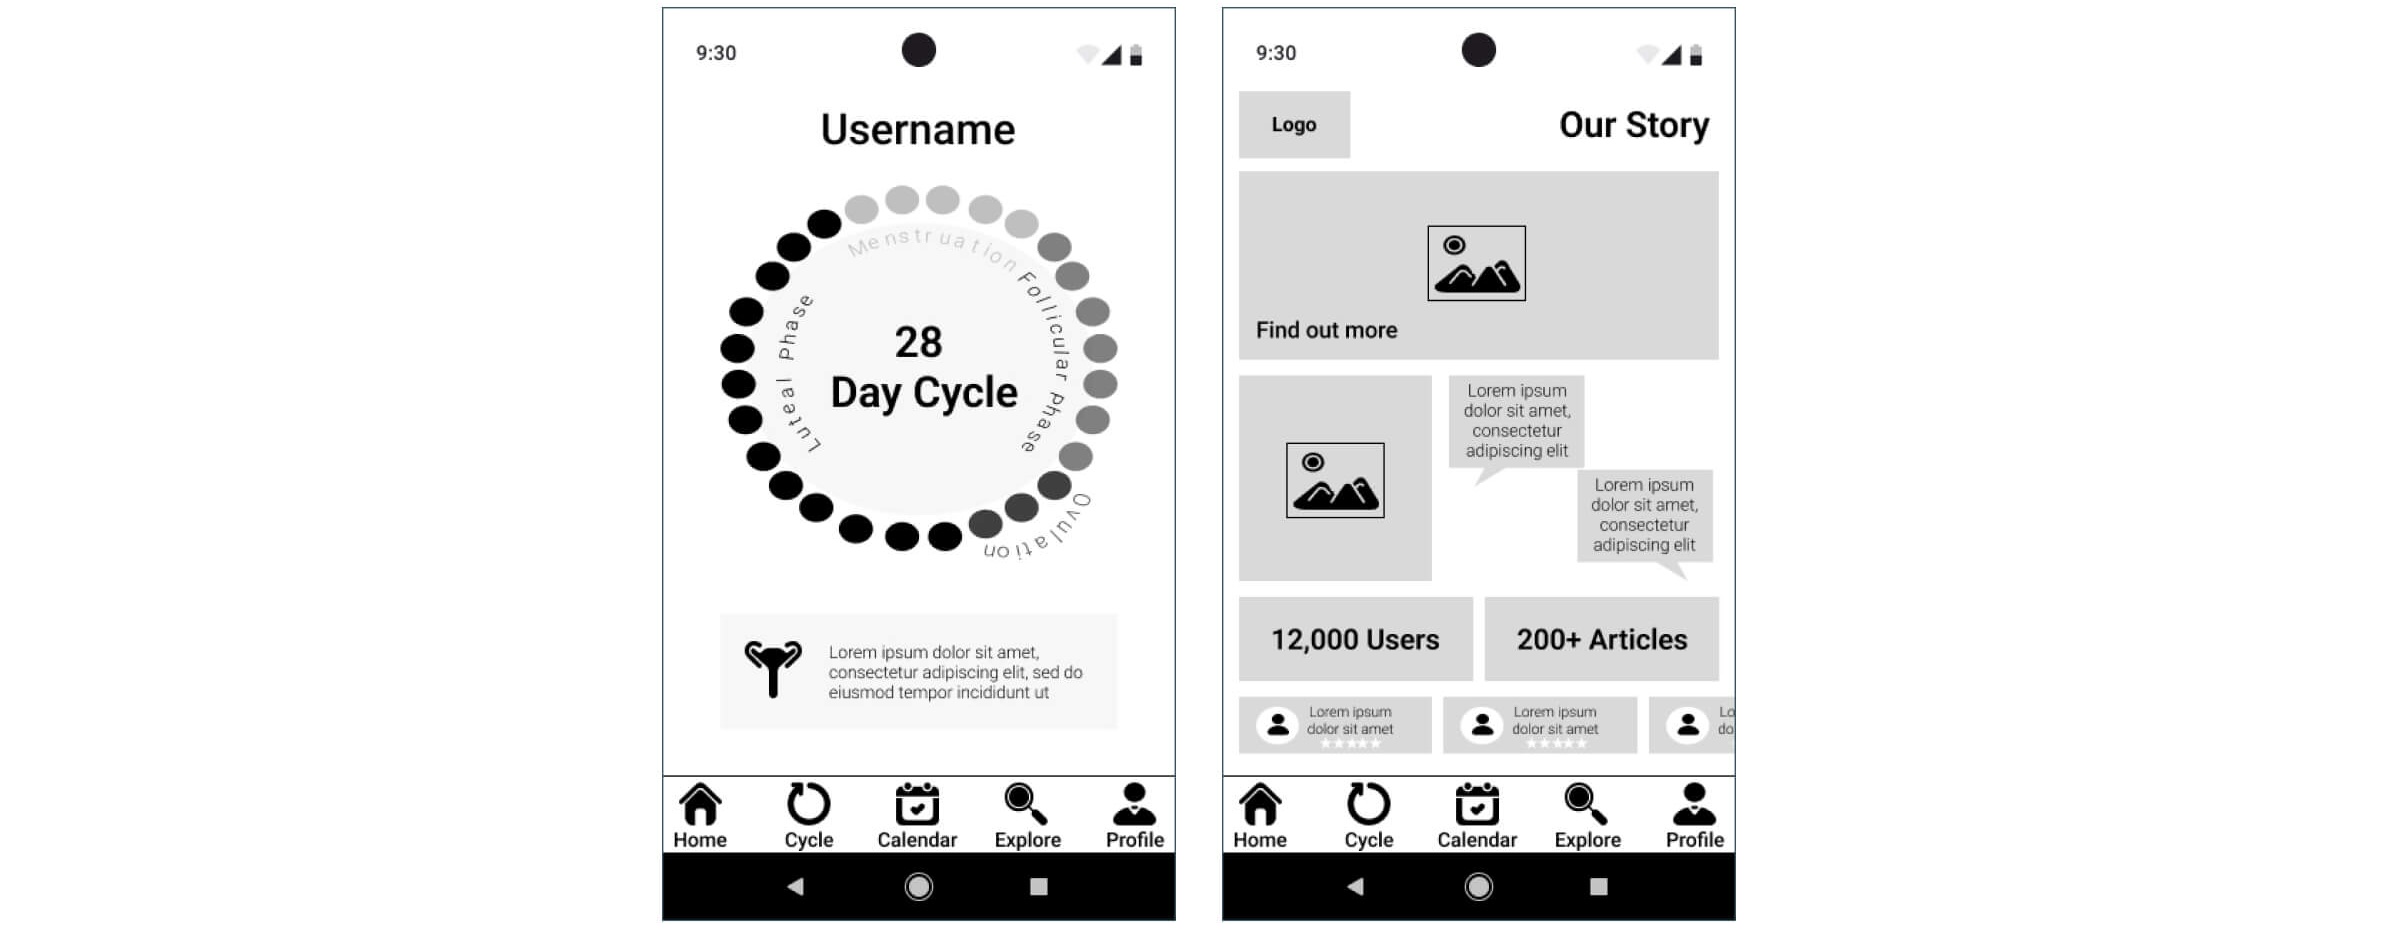 9:30
Username
Menstruation
Follicular Phase
Ovulation
Luteal Phase
28
Day Cycle
Lorem ipsum dolor sit amet,
consectetur adipiscing elit, sed do
eiusmod tempor incididunt ut
Home Cycle Calendar Explore Profile
9:30
Logo
Our Story
Find out more
Lorem ipsum
dolor sit amet,
consectetur
adipiscing elit
Lorem ipsum
dolor sit amet,
consectetur
adipiscing elit
12,000 Users
200+ Articles
Lorem ipsum
dolor sit amet
Lorem ipsum
dolor sit amet
Lo
do
Home Cycle Calendar Explore Profile